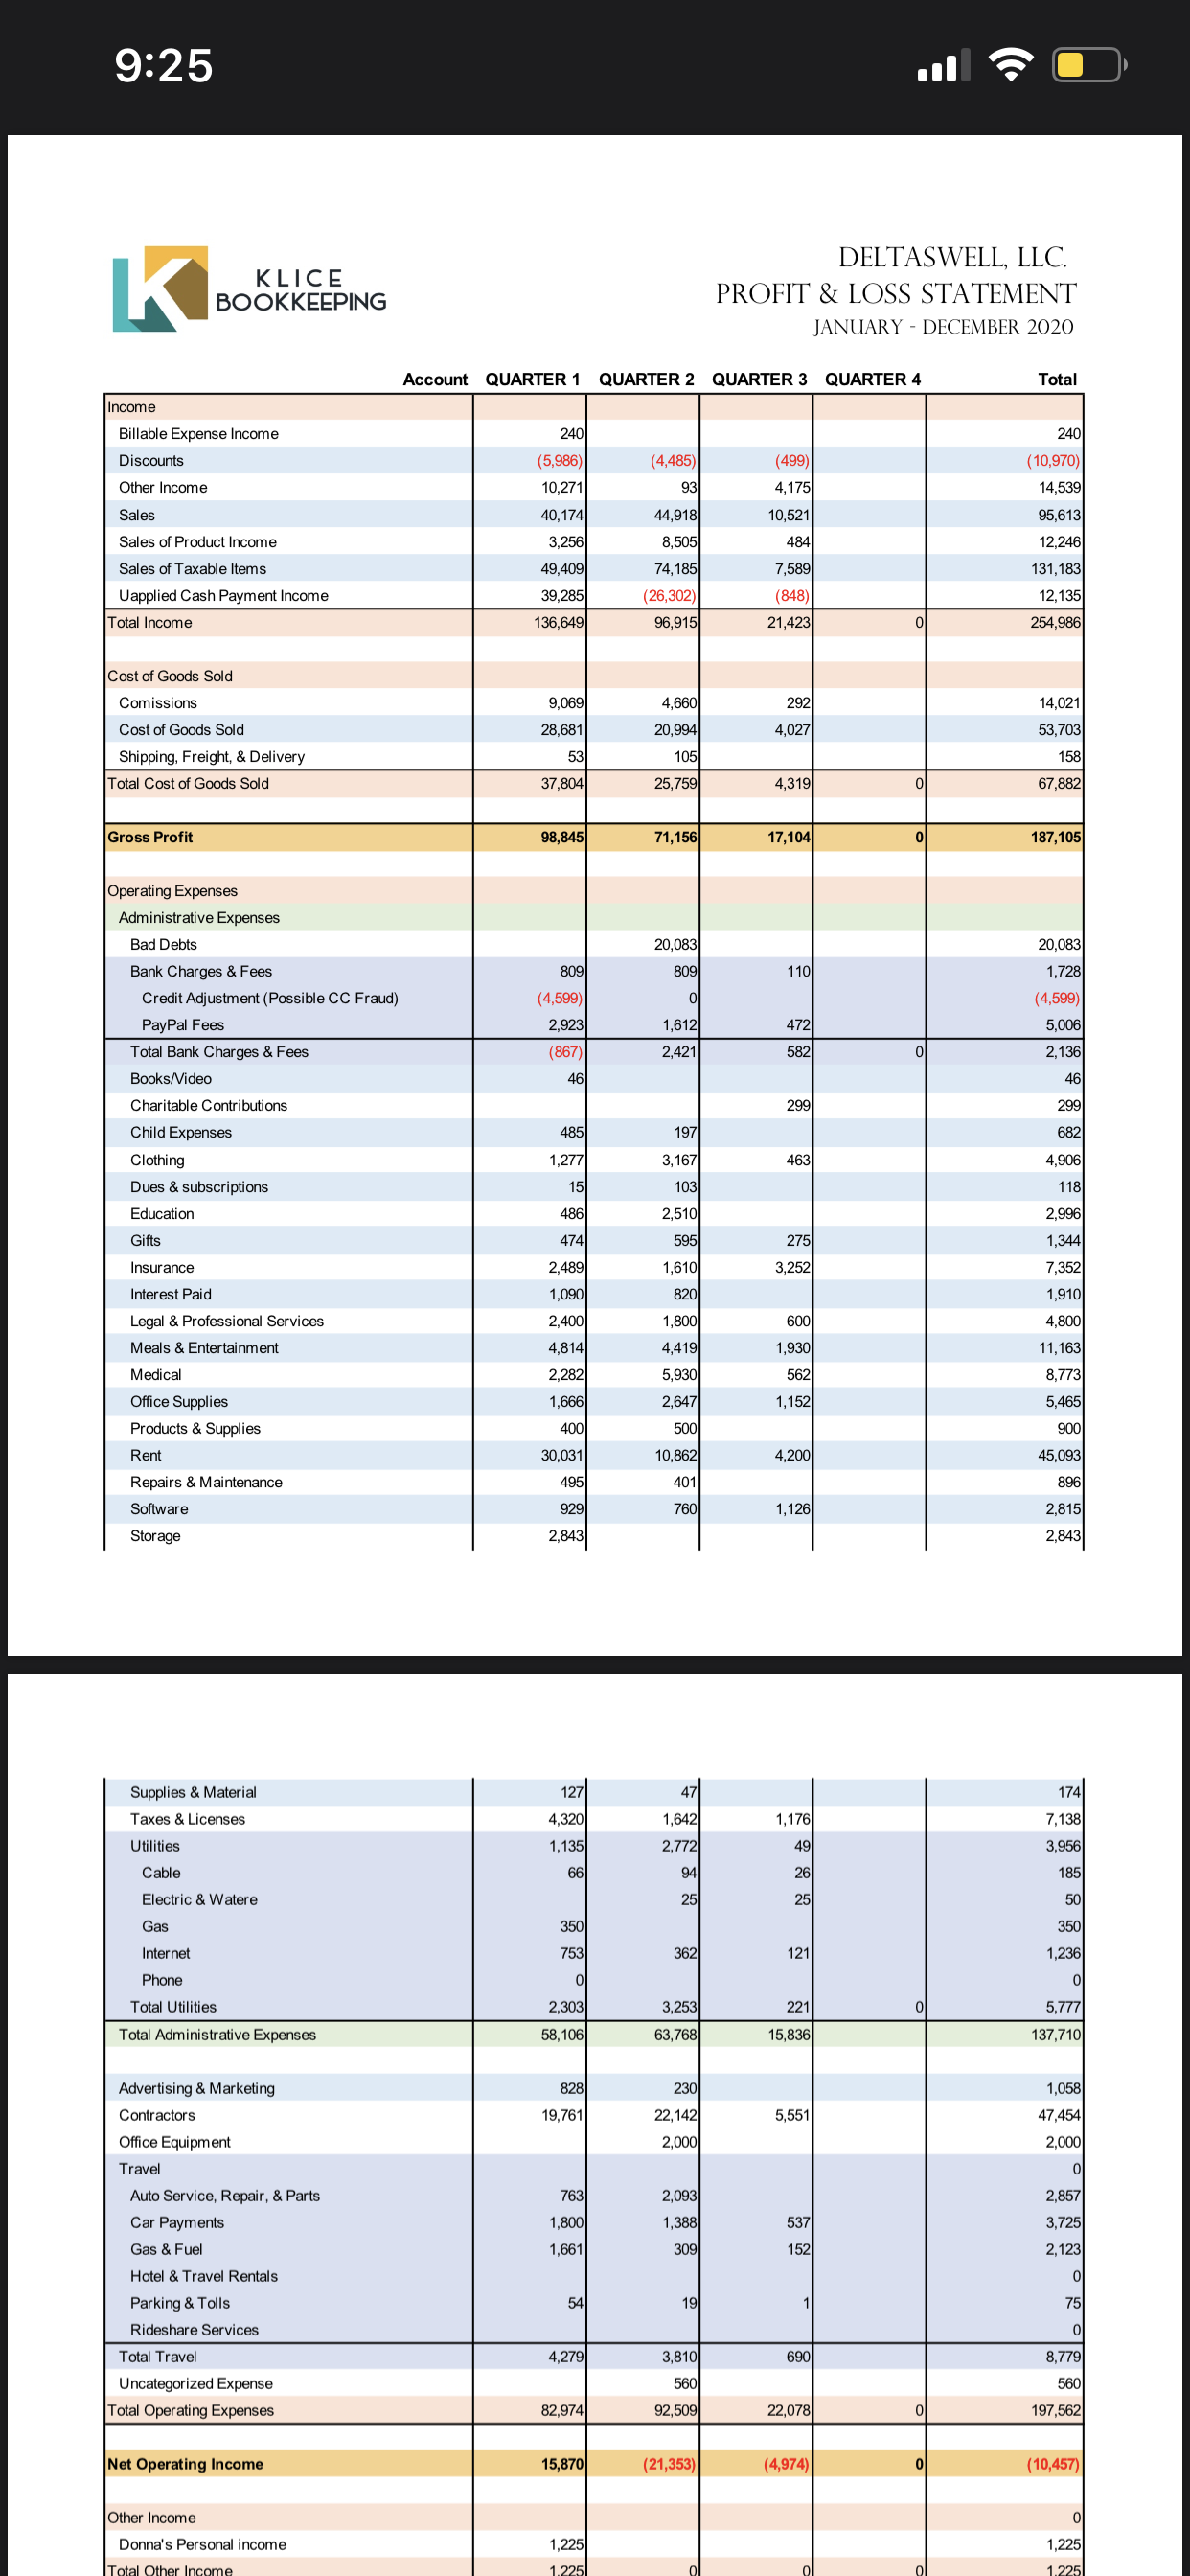 9:25
KLICE
BOOKKEEPING
DELTASWELL, LLC.
PROFIT & LOSS STATEMENT
JANUARY - DECEMBER 2020
Account QUARTER 1 QUARTER 2 QUARTER 3 QUARTER 4 Total
Income
Billable Expense Income 240 240
Discounts (5,986) (4,485) (499) (10,970)
Other Income 10,271 93 4,175 14,539
Sales 40,174 44,918 10,521 95,613
Sales of Product Income 3,256 8,505 484 12,246
Sales of Taxable Items 49,409 74,185 7,589 131,183
Uapplied Cash Payment Income 39,285 (26,302) (848) 12,135
Total Income 136,649 96,915 21,423 0 254,986
Cost of Goods Sold
Comissions 9,069 4,660 292 14,021
Cost of Goods Sold 28,681 20,994 4,027 53,703
Shipping, Freight, & Delivery 53 105 158
Total Cost of Goods Sold 37,804 25,759 4,319 0 67,882
Gross Profit 98,845 71,156 17,104 0 187,105
Operating Expenses
Administrative Expenses
Bad Debts 20,083 20,083
Bank Charges & Fees 809 809 110 1,728
Credit Adjustment (Possible CC Fraud) (4,599) 0 (4,599)
PayPal Fees 2,923 1,612 472 5,006
Total Bank Charges & Fees (867) 2,421 582 0 2,136
Books/Video 46 46
Charitable Contributions 299 299
Child Expenses 485 197 682
Clothing 1,277 3,167 463 4,906
Dues & subscriptions 15 103 118
Education 486 2,510 2,996
Gifts 474 595 275 1,344
Insurance 2,489 1,610 3,252 7,352
Interest Paid 1,090 820 1,910
Legal & Professional Services 2,400 1,800 600 4,800
Meals & Entertainment 4,814 4,419 1,930 11,163
Medical 2,282 5,930 562 8,773
Office Supplies 1,666 2,647 1,152 5,465
Products & Supplies 400 500 900
Rent 30,031 10,862 4,200 45,093
Repairs & Maintenance 495 401 896
Software 929 760 1,126 2,815
Storage 2,843 2,843
Supplies & Material 127 47 174
Taxes & Licenses 4,320 1,642 1,176 7,138
Utilities 1,135 2,772 49 3,956
Cable 66 94 26 185
Electric & Watere 25 25 50
Gas 350 350
Internet 753 362 121 1,236
Phone 0 0
Total Utilities 2,303 3,253 221 0 5,777
Total Administrative Expenses 58,106 63,768 15,836 137,710
Advertising & Marketing 828 230 1,058
Contractors 19,761 22,142 5,551 47,454
Office Equipment 2,000 2,000
Travel 0
Auto Service, Repair, & Parts 763 2,093 2,857
Car Payments 1,800 1,388 537 3,725
Gas & Fuel 1,661 309 152 2,123
Hotel & Travel Rentals 0
Parking & Tolls 54 19 1 75
Rideshare Services 0
Total Travel 4,279 3,810 690 8,779
Uncategorized Expense 560 560
Total Operating Expenses 82,974 92,509 22,078 0 197,562
Net Operating Income 15,870 (21,353) (4,974) 0 (10,457)
Other Income 0
Donna's Personal income 1,225 1,225
Total Other Income 1,225 0 0 0 1,225